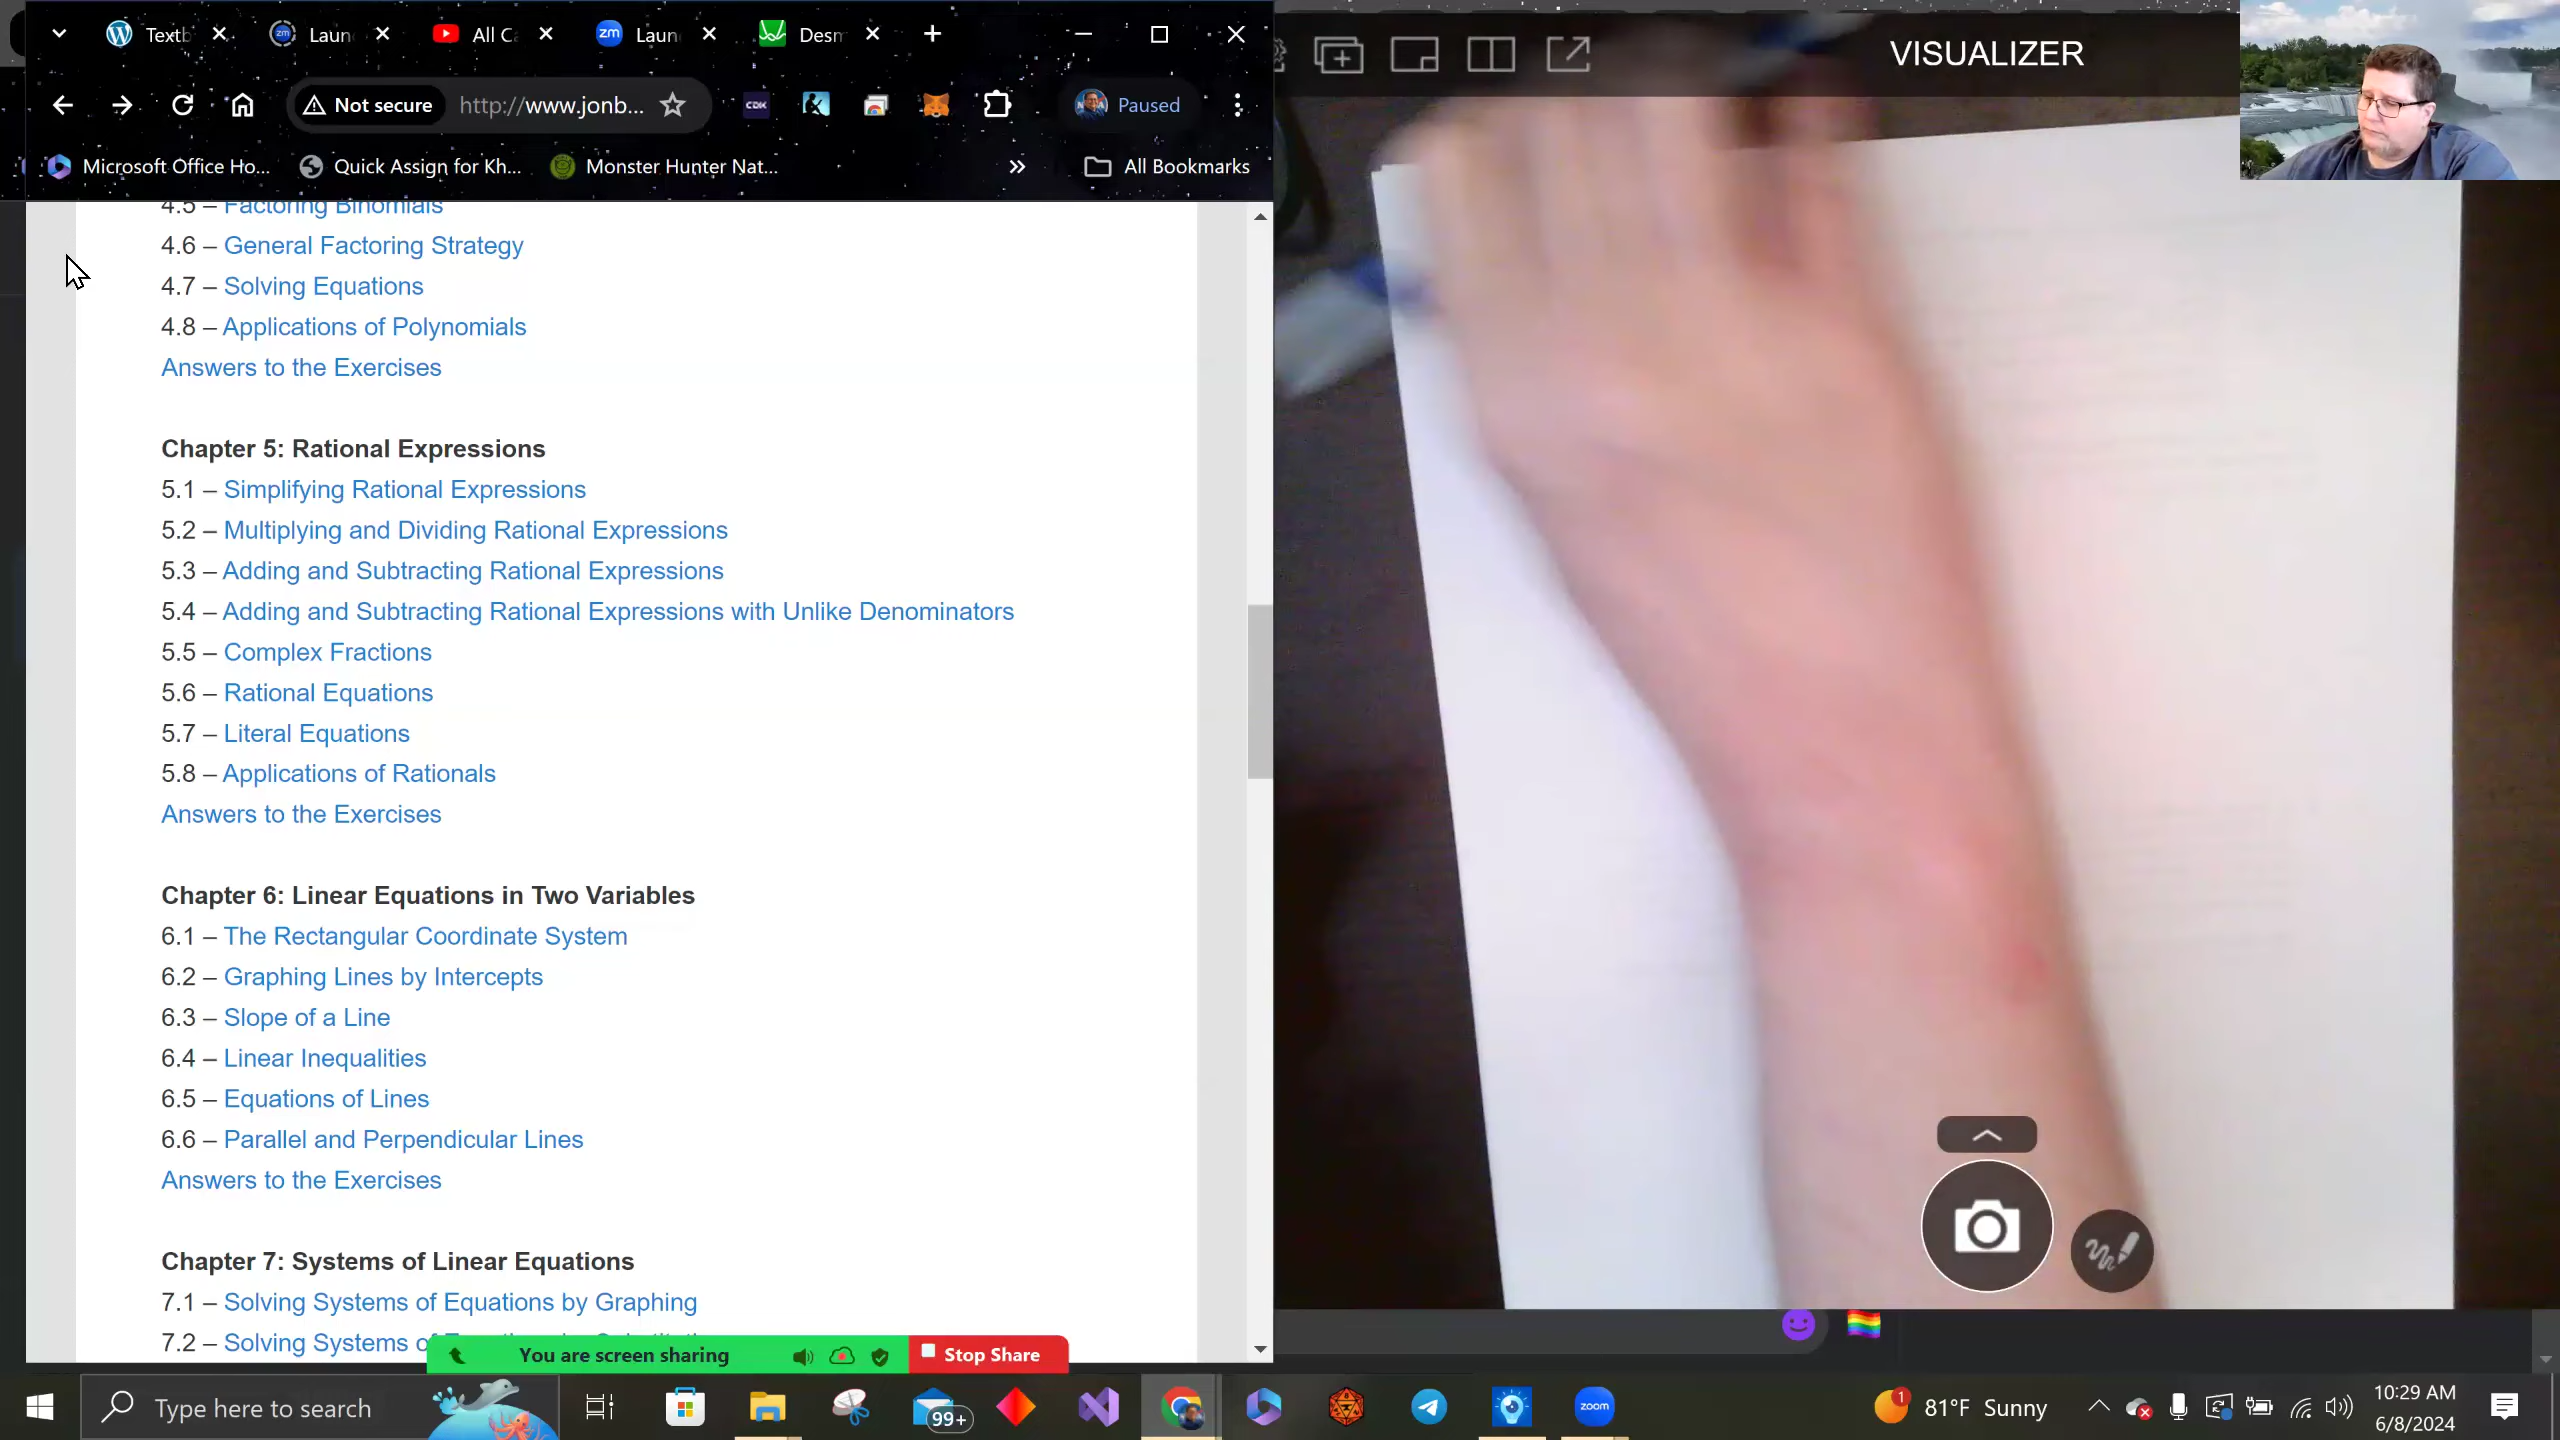 Textb
Laun
All C
Laun
Desm
Not secure
http://www.jonb...
CDK
Paused
Microsoft Office Ho...
Quick Assign for Kh...
Monster Hunter Nat...
All Bookmarks
4.5 – Factoring Binomials
4.6 – General Factoring Strategy
4.7 – Solving Equations
4.8 – Applications of Polynomials
Answers to the Exercises
Chapter 5: Rational Expressions
5.1 – Simplifying Rational Expressions
5.2 – Multiplying and Dividing Rational Expressions
5.3 – Adding and Subtracting Rational Expressions
5.4 – Adding and Subtracting Rational Expressions with Unlike Denominators
5.5 – Complex Fractions
5.6 – Rational Equations
5.7 – Literal Equations
5.8 – Applications of Rationals
Answers to the Exercises
Chapter 6: Linear Equations in Two Variables
6.1 – The Rectangular Coordinate System
6.2 – Graphing Lines by Intercepts
6.3 – Slope of a Line
6.4 – Linear Inequalities
6.5 – Equations of Lines
6.6 – Parallel and Perpendicular Lines
Answers to the Exercises
Chapter 7: Systems of Linear Equations
7.1 – Solving Systems of Equations by Graphing
7.2 – Solving Systems
You are screen sharing
Stop Share
VISUALIZER
Type here to search
99+
zoom
1
81°F Sunny
10:29 AM
6/8/2024